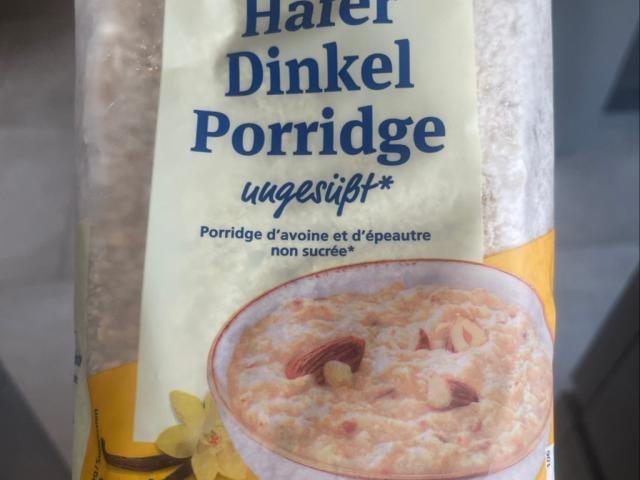 Hafer
Dinkel
Porridge
ungesüßt*
Porridge d'avoine et d'épeautre
non sucrée*